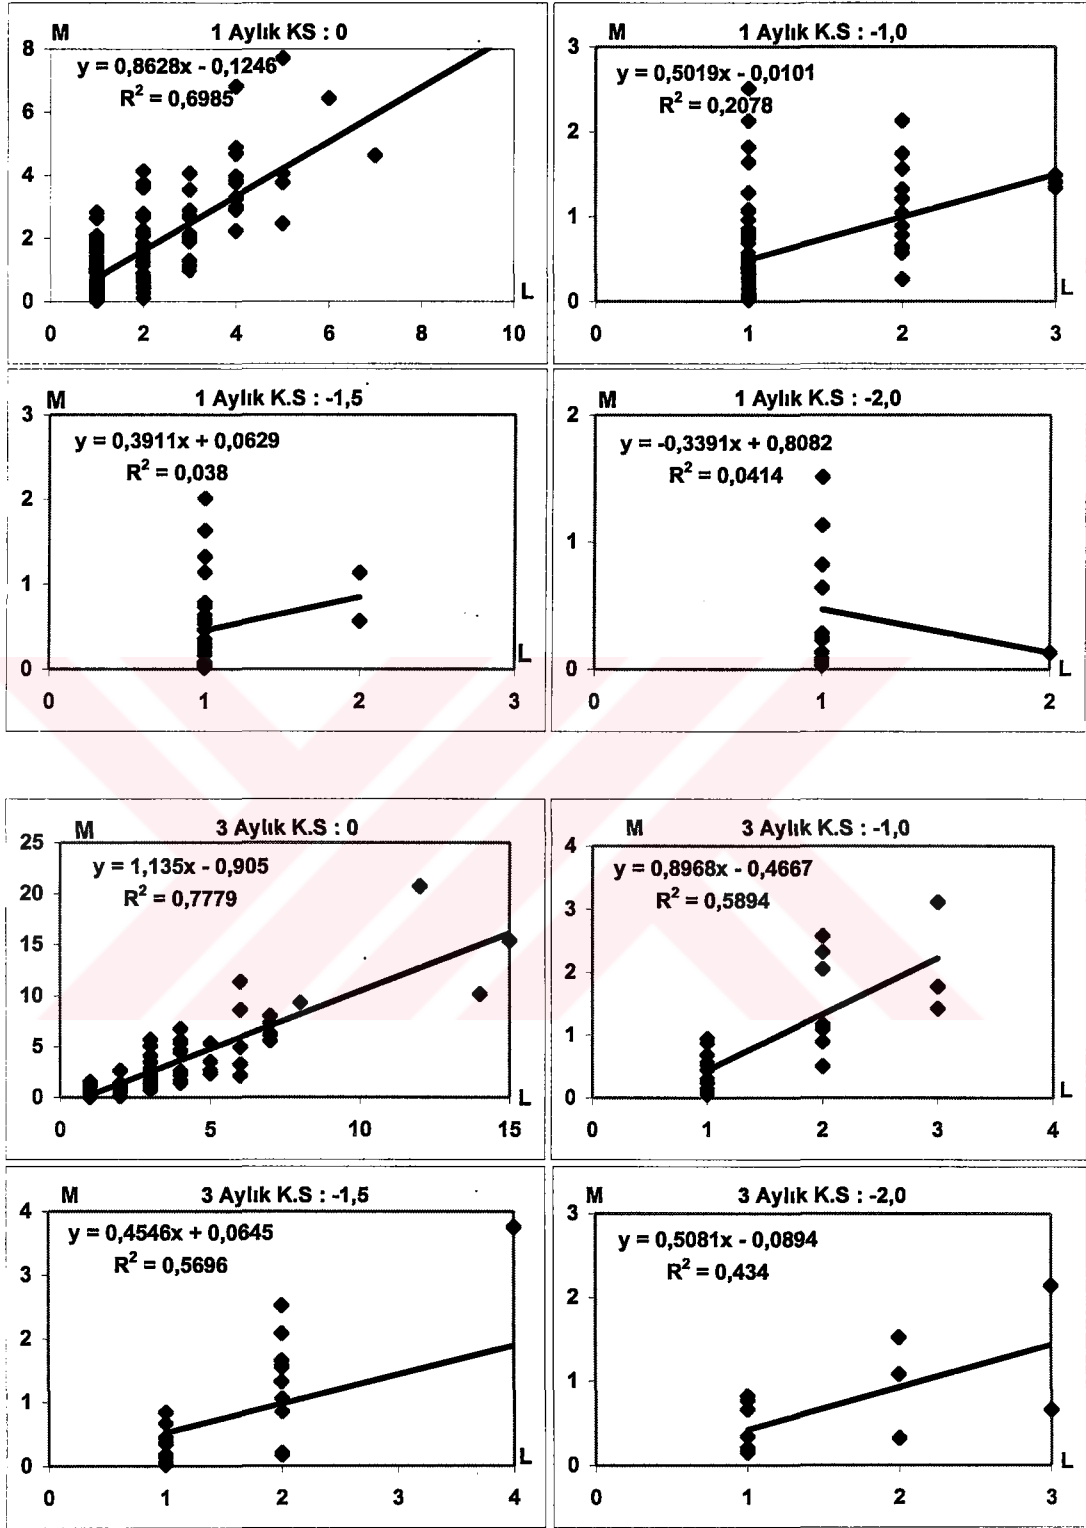 M 1 Aylık KS : 0
8
y = 0,8628x - 0,1246
R² = 0,6985
6
4
2
0
L
0 2 4 6 8 10
M 1 Aylık K.S : -1,0
3
y = 0,5019x - 0,0101
R² = 0,2078
2
1
0
L
0 1 2 3
M 1 Aylık K.S : -1,5
3
y = 0,3911x + 0,0629
R² = 0,038
2
1
0
L
0 1 2 3
M 1 Aylık K.S : -2,0
2
y = -0,3391x + 0,8082
R² = 0,0414
1
0
L
0 1 2
M 3 Aylık K.S : 0
25
y = 1,135x - 0,905
R² = 0,7779
20
15
10
5
0
L
0 5 10 15
M 3 Aylık K.S : -1,0
4
y = 0,8968x - 0,4667
R² = 0,5894
3
2
1
0
L
0 1 2 3 4
M 3 Aylık K.S : -1,5
4
y = 0,4546x + 0,0645
R² = 0,5696
3
2
1
0
L
0 1 2 4
M 3 Aylık K.S : -2,0
3
y = 0,5081x - 0,0894
R² = 0,434
2
1
0
L
0 1 2 3